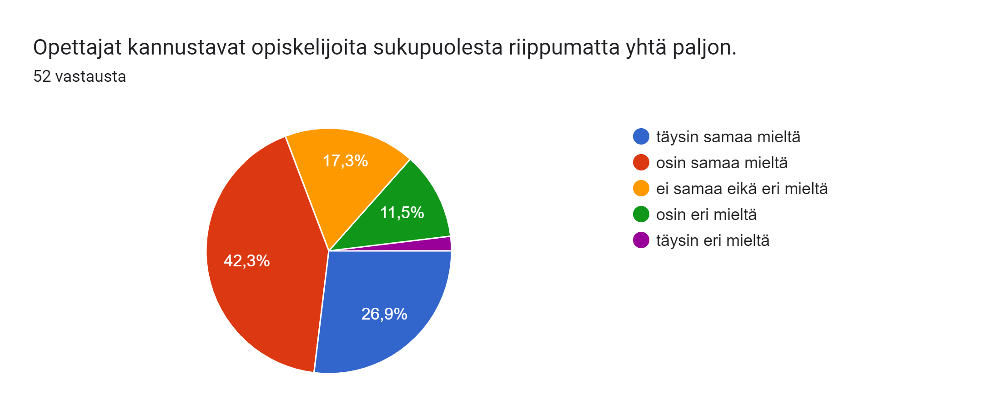 Opettajat kannustavat opiskelijoita sukupuolesta riippumatta yhtä paljon.
52 vastausta
17,3%
11,5%
42,3%
26,9%
täysin samaa mieltä
osin samaa mieltä
ei samaa eikä eri mieltä
osin eri mieltä
täysin eri mieltä